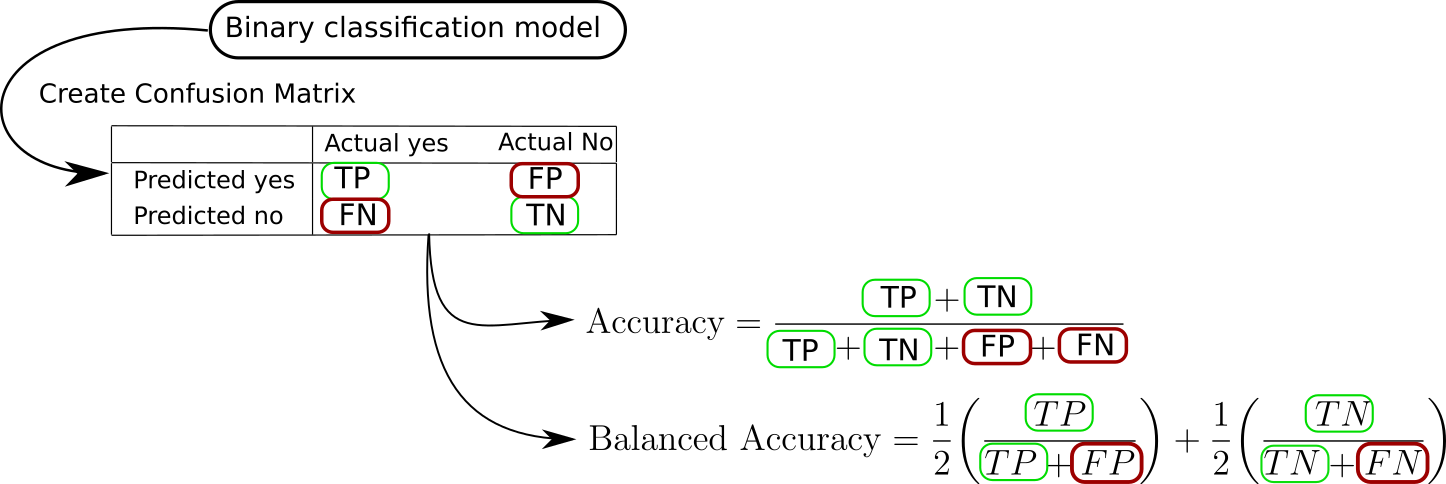 Binary classification model
Create Confusion Matrix
Actual yes Actual No
Predicted yes TP FP
Predicted no FN TN
Accuracy = (TP + TN) / (TP + TN + FP + FN)
Balanced Accuracy = 1/2 (TP / (TP + FP)) + 1/2 (TN / (TN + FN))